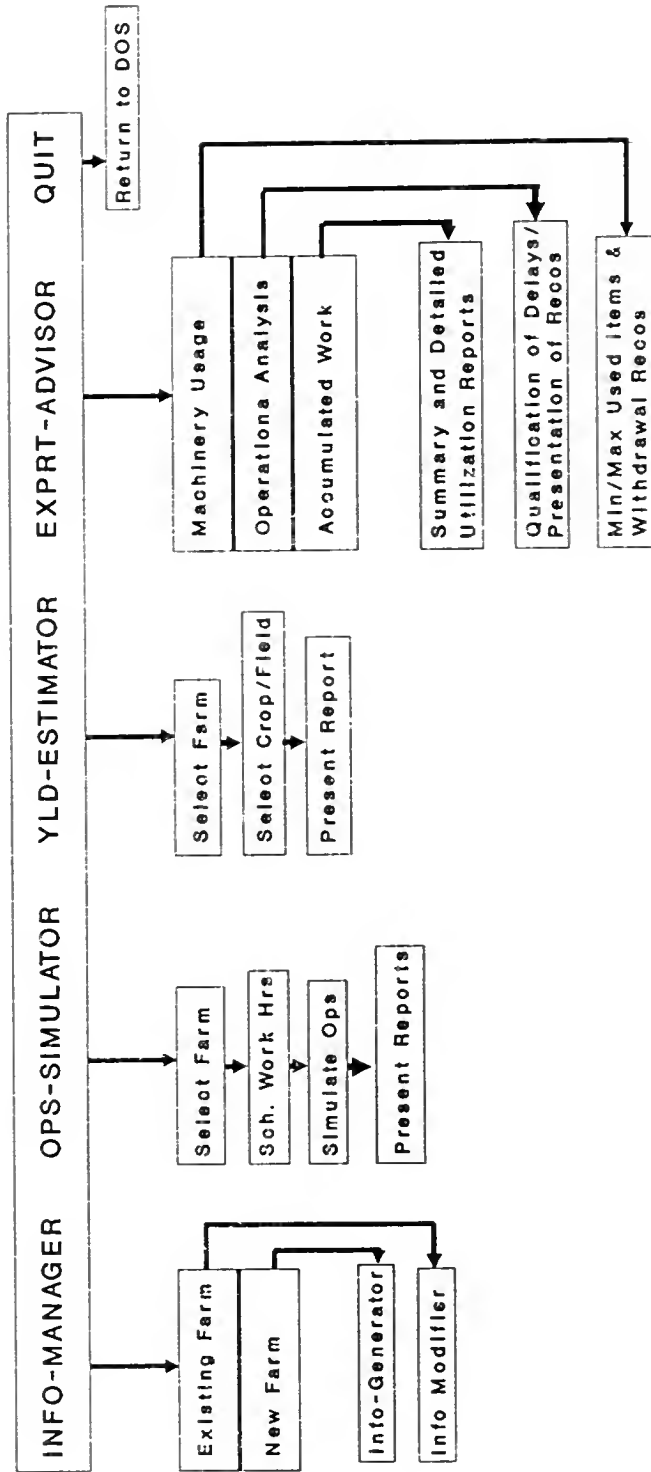 INFO-MANAGER OPS-SIMULATOR YLD-ESTIMATOR EXPRT-ADVISOR QUIT
Existing Farm
New Farm
Info-Generator
Info Modifier
Select Farm
Sch. Work Hrs
Simulate Ops
Present Reports
Select Farm
Select Crop/Field
Present Report
Machinery Usage
Operationa Analysis
Accumulated Work
Summary and Detailed
Utilization Reports
Qualification of Delays/
Presentation of Recos
Min/Max Used Items &
Withdrawal Recos
Return to DOS